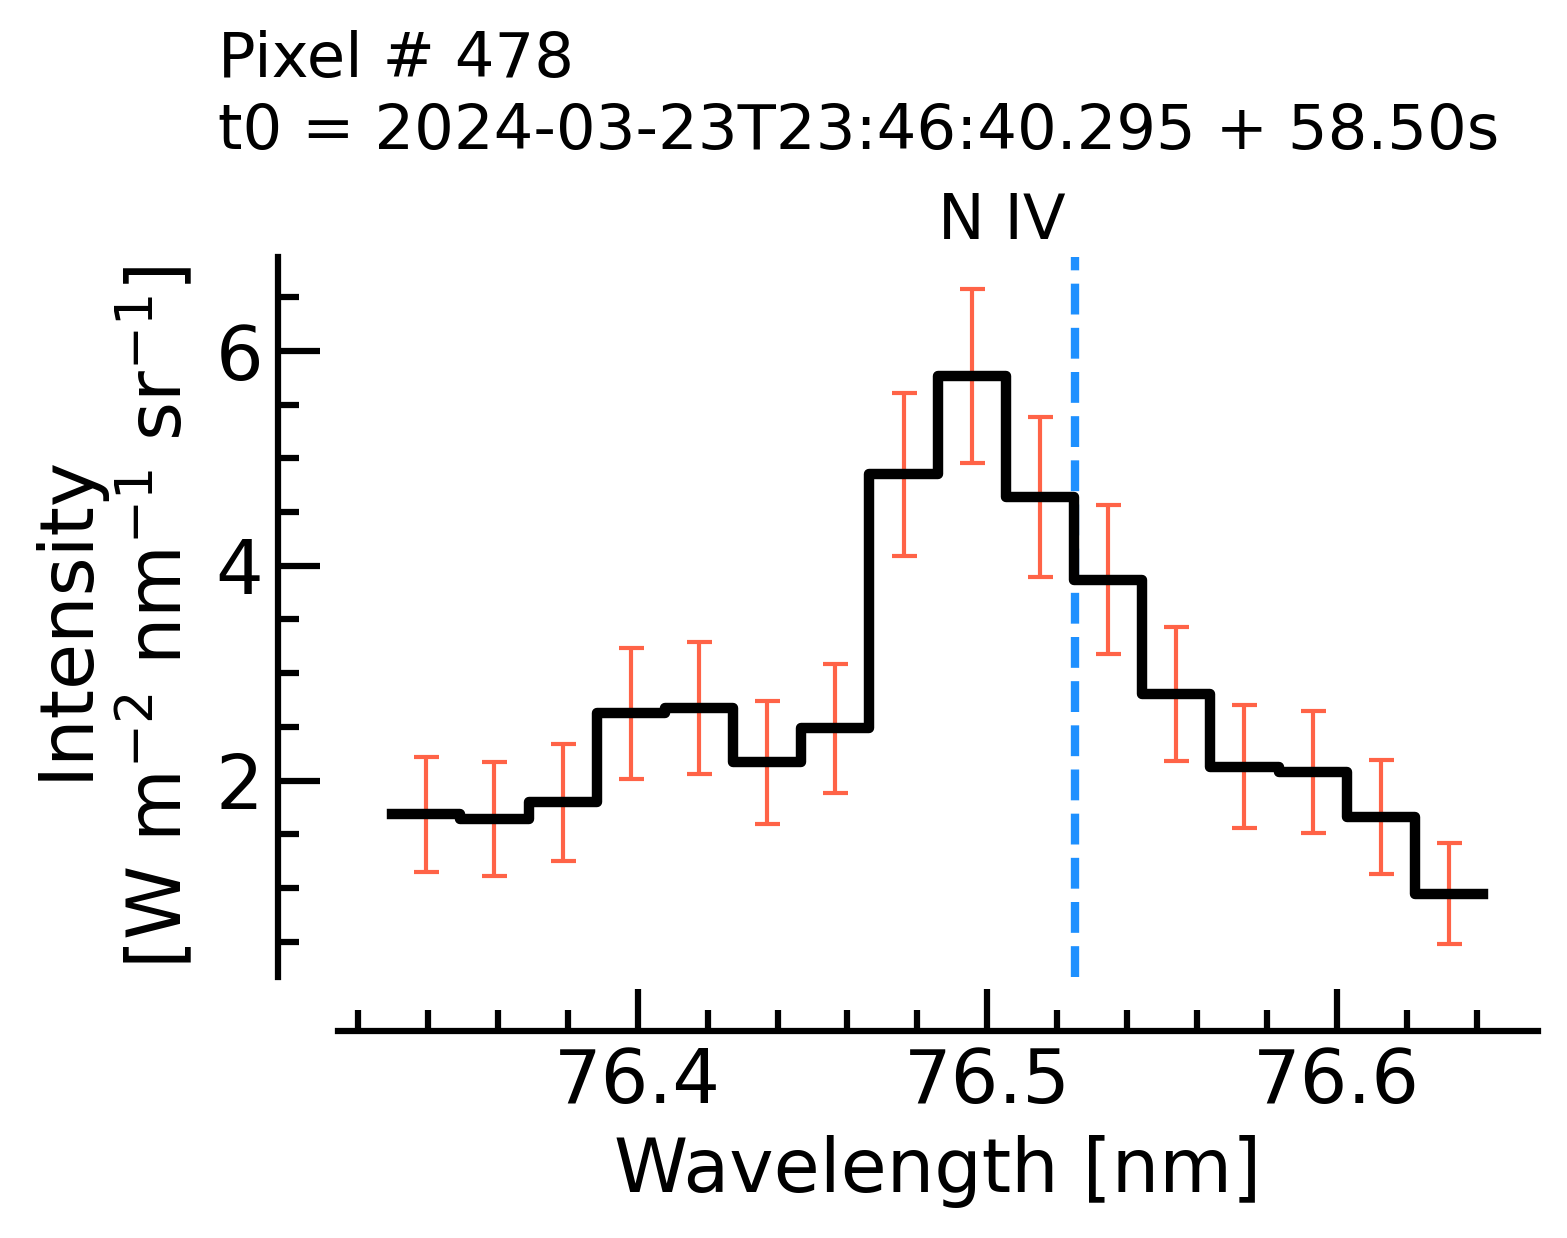 Pixel # 478
t0 = 2024-03-23T23:46:40.295 + 58.50s
N IV
Intensity
[W m⁻² nm⁻¹ sr⁻¹]
6
4
2
76.4 76.5 76.6
Wavelength [nm]